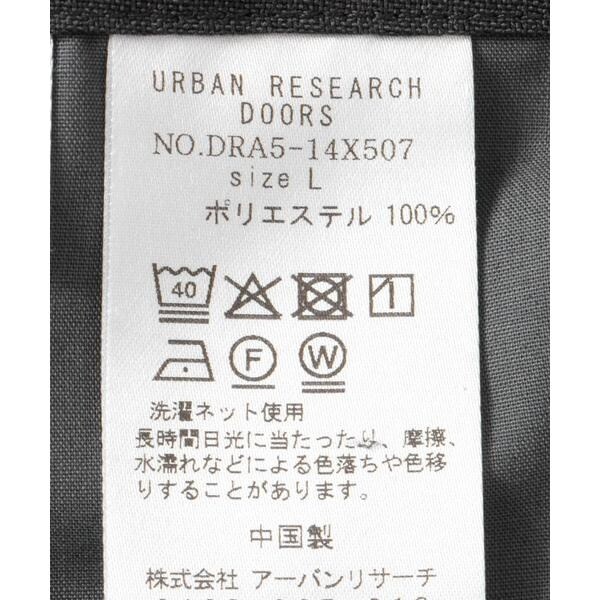 URBAN RESEARCH
DOORS
NO.DRA5-14X507
size L
ポリエステル 100%
40
1
F W
洗濯ネット使用
長時間日光に当たったり、摩擦、
水濡れなどによる色落ちや色移
りすることがあります。
中国製
株式会社 アーバンリサーチ